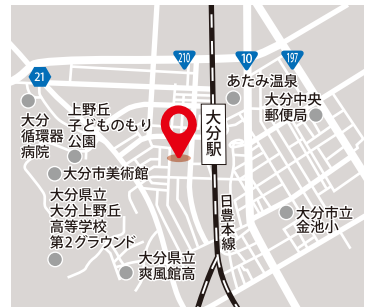 210
10
197
21
あたみ温泉
大分中央
郵便局
大分
循環器
病院
上野丘
子どものもり
公園
大分駅
大分市美術館
大分県立
大分上野丘
高等学校
第2グラウンド
日豊本線
大分市立
金池小
大分県立
爽風館高